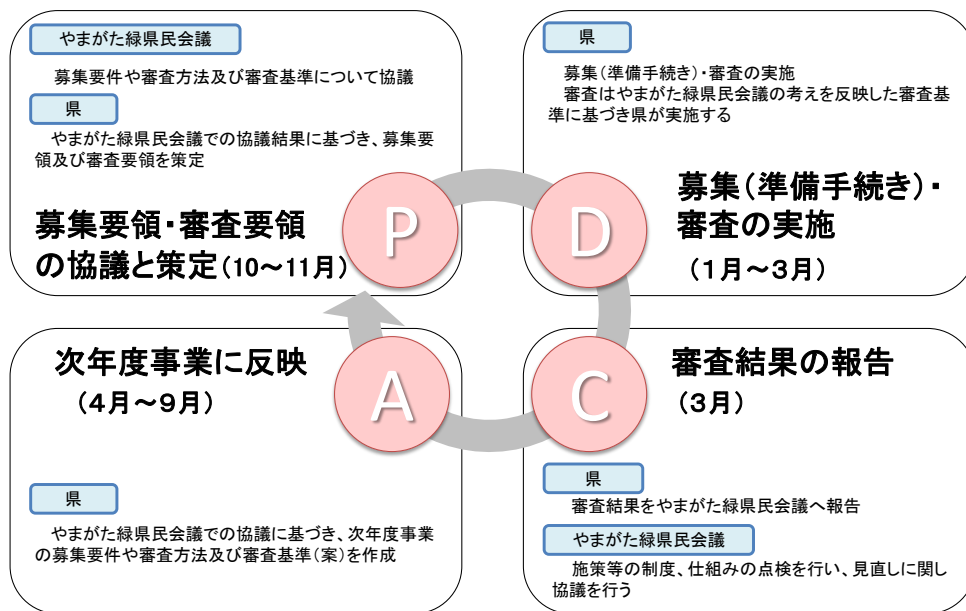 やまがた緑県民会議
募集要件や審査方法及び審査基準について協議
県
やまがた緑県民会議での協議結果に基づき、募集要
領及び審査要領を策定
募集要領・審査要領
の協議と策定(10～11月)
P
県
募集(準備手続き)・審査の実施
審査はやまがた緑県民会議の考えを反映した審査基
準に基づき県が実施する
D
募集(準備手続き)・
審査の実施
(1月～3月)
次年度事業に反映
(4月～9月)
A
県
やまがた緑県民会議での協議に基づき、次年度事業
の募集要件や審査方法及び審査基準(案)を作成
C
審査結果の報告
(3月)
県
審査結果をやまがた緑県民会議へ報告
やまがた緑県民会議
施策等の制度、仕組みの点検を行い、見直しに関し
協議を行う